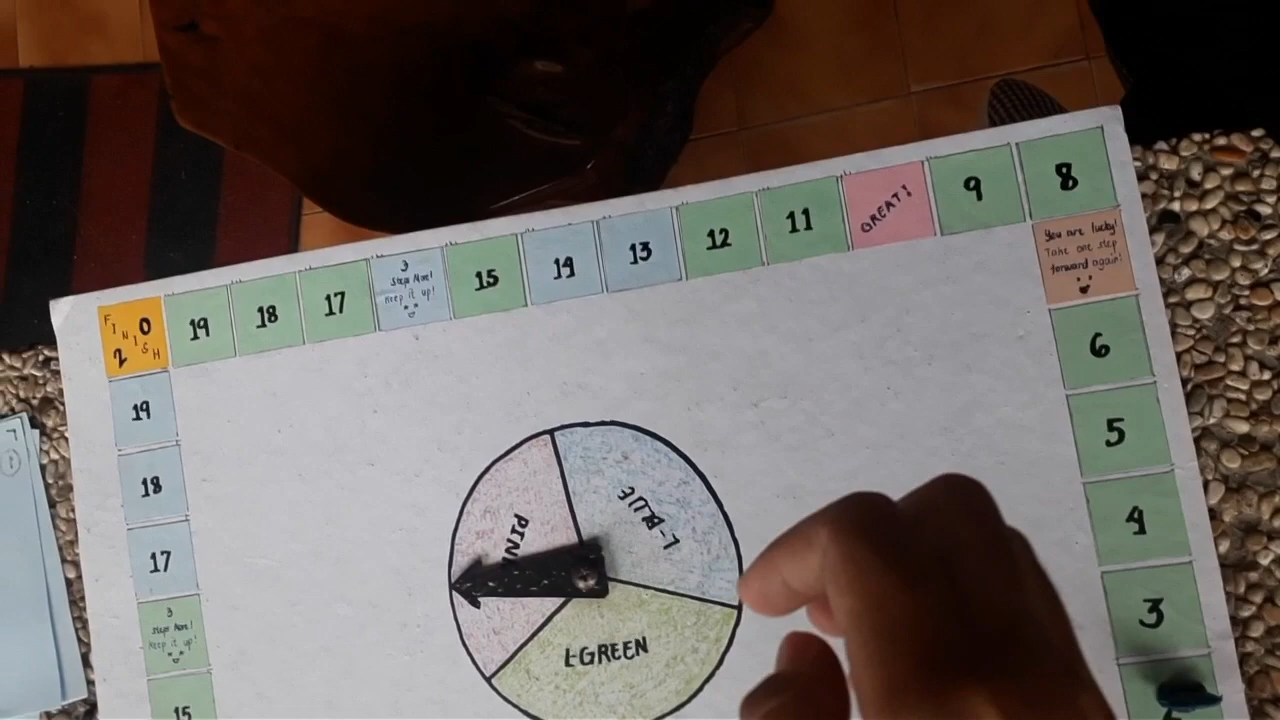 FINISH
20
19
18
17
3
Steps More!
keep it up!
15
14
13
12
11
GREAT!
9
8
You are lucky!
Take one step
forward again!
6
5
4
3
19
18
17
3
Steps More!
keep it up!
15
PINK
L-BLUE
L-GREEN